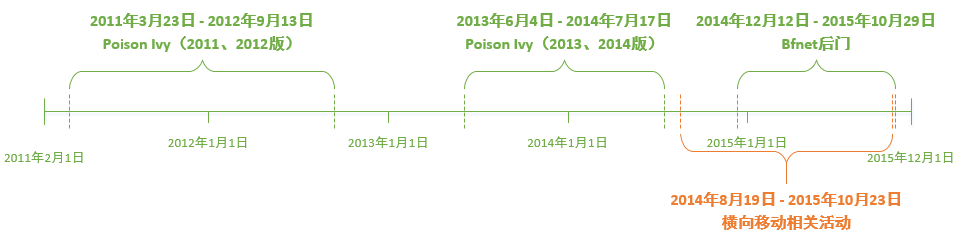 2011年3月23日 - 2012年9月13日
Poison Ivy（2011、2012版）
2013年6月4日 - 2014年7月17日
Poison Ivy（2013、2014版）
2014年12月12日 - 2015年10月29日
Bfnet后门
2011年2月1日
2012年1月1日
2013年1月1日
2014年1月1日
2015年1月1日
2015年12月1日
2014年8月19日 - 2015年10月23日
横向移动相关活动